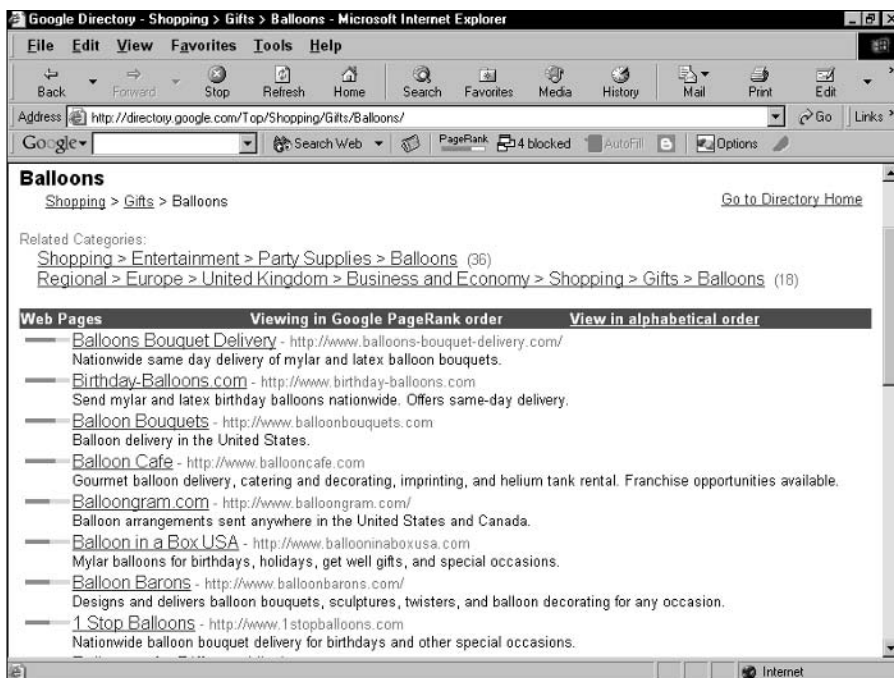 Google Directory - Shopping > Gifts > Balloons - Microsoft Internet Explorer
File Edit View Favorites Tools Help
Back Forward Stop Refresh Home Search Favorites Media History Mail Print Edit
Address http://directory.google.com/Top/Shopping/Gifts/Balloons/ Go Links
Google Search Web PageRank 4 blocked AutoFill Options
Balloons
Shopping > Gifts > Balloons Go to Directory Home
Related Categories:
Shopping > Entertainment > Party Supplies > Balloons (36)
Regional > Europe > United Kingdom > Business and Economy > Shopping > Gifts > Balloons (18)
Web Pages Viewing in Google PageRank order View in alphabetical order
Balloons Bouquet Delivery - http://www.balloons-bouquet-delivery.com/
Nationwide same day delivery of mylar and latex balloon bouquets.
Birthday-Balloons.com - http://www.birthday-balloons.com
Send mylar and latex birthday balloons nationwide. Offers same-day delivery.
Balloon Bouquets - http://www.balloonbouquets.com
Balloon delivery in the United States.
Balloon Cafe - http://www.ballooncafe.com
Gourmet balloon delivery, catering and decorating, imprinting, and helium tank rental. Franchise opportunities available.
Balloongram.com - http://www.balloongram.com/
Balloon arrangements sent anywhere in the United States and Canada.
Balloon in a Box USA - http://www.ballooninaboxusa.com
Mylar balloons for birthdays, holidays, get well gifts, and special occasions.
Balloon Barons - http://www.balloonbarons.com/
Designs and delivers balloon bouquets, sculptures, twisters, and balloon decorating for any occasion.
1 Stop Balloons - http://www.1stopballoons.com
Nationwide balloon bouquet delivery for birthdays and other special occasions.
Internet